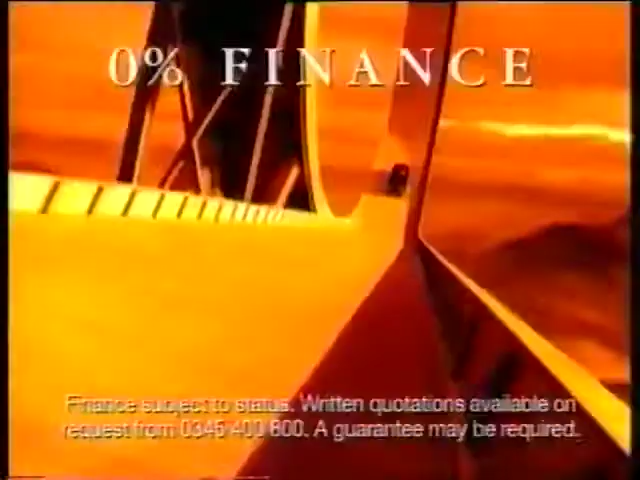 0% FINANCE
Finance subject to status. Written quotations available on
request from 0345 400 800. A guarantee may be required.